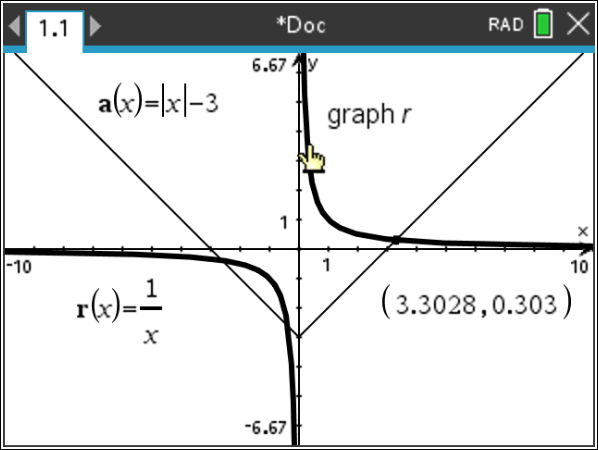 1.1 *Doc RAD
6.67 y
a(x)=|x|−3
graph r
1
x
-10 1 10
r(x)=1/x
(3.3028,0.303)
-6.67